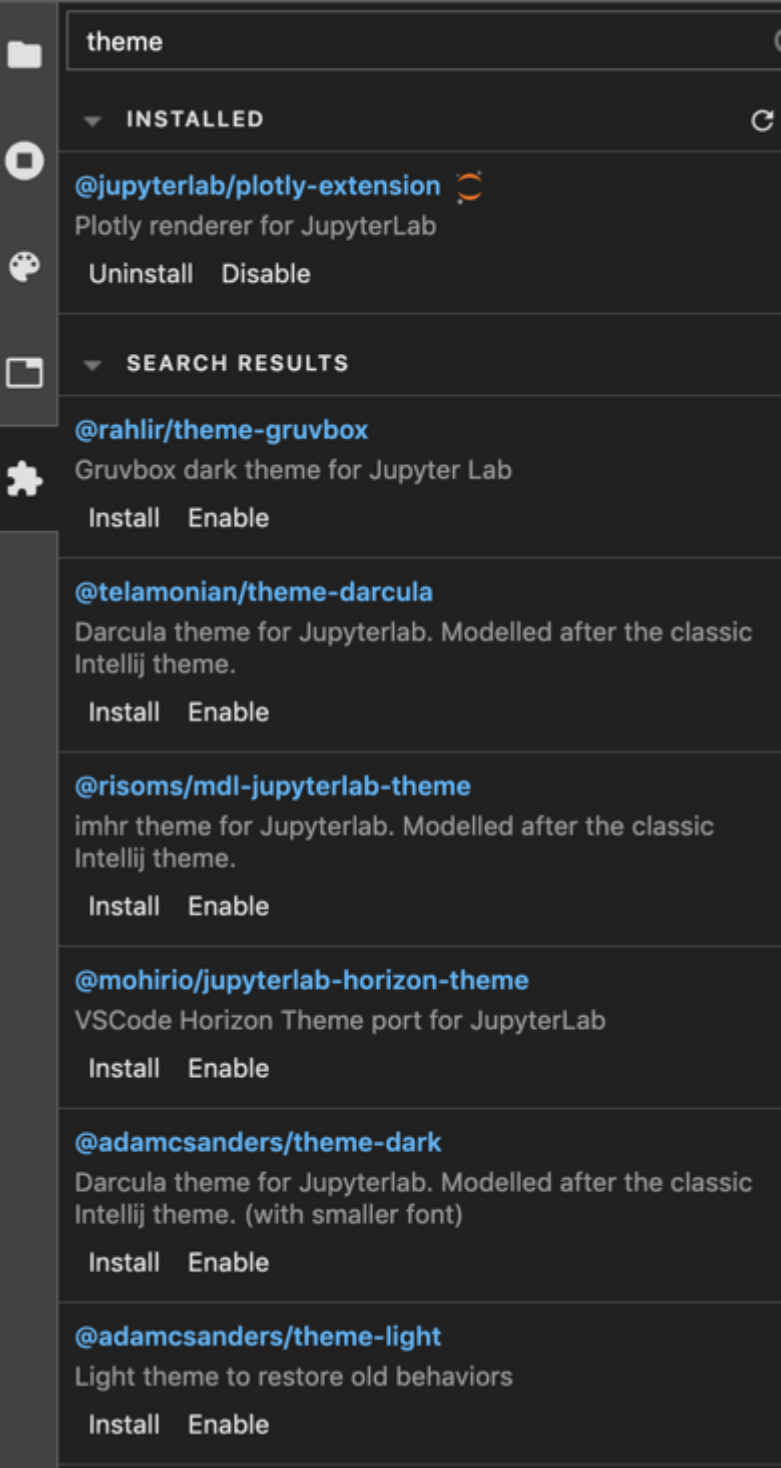 theme
INSTALLED
@jupyterlab/plotly-extension
Plotly renderer for JupyterLab
Uninstall Disable
SEARCH RESULTS
@rahlir/theme-gruvbox
Gruvbox dark theme for Jupyter Lab
Install Enable
@telamonian/theme-darcula
Darcula theme for Jupyterlab. Modelled after the classic
Intellij theme.
Install Enable
@risoms/mdl-jupyterlab-theme
imhr theme for Jupyterlab. Modelled after the classic
Intellij theme.
Install Enable
@mohirio/jupyterlab-horizon-theme
VSCode Horizon Theme port for JupyterLab
Install Enable
@adamcsanders/theme-dark
Darcula theme for Jupyterlab. Modelled after the classic
Intellij theme. (with smaller font)
Install Enable
@adamcsanders/theme-light
Light theme to restore old behaviors
Install Enable